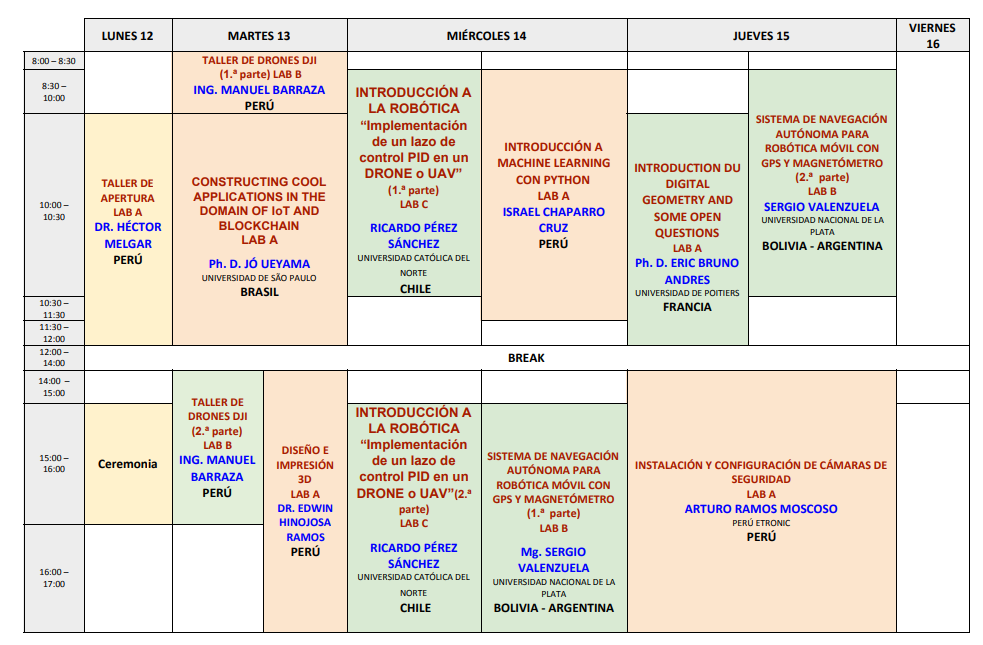 LUNES 12
MARTES 13
MIÉRCOLES 14
JUEVES 15
VIERNES
16
8:00 – 8:30
TALLER DE DRONES DJI
(1.ª parte) LAB B
ING. MANUEL BARRAZA
PERÚ
8:30 –
10:00
INTRODUCCIÓN A
LA ROBÓTICA
“Implementación
de un lazo de
control PID en un
DRONE o UAV”
(1.ª parte)
LAB C
RICARDO PÉREZ
SÁNCHEZ
UNIVERSIDAD CATÓLICA DEL
NORTE
CHILE
INTRODUCCIÓN A
MACHINE LEARNING
CON PYTHON
LAB A
ISRAEL CHAPARRO
CRUZ
PERÚ
SISTEMA DE NAVEGACIÓN
AUTÓNOMA PARA
ROBÓTICA MÓVIL CON
GPS Y MAGNETÓMETRO
(2.ª parte)
LAB B
SERGIO VALENZUELA
UNIVERSIDAD NACIONAL DE LA
PLATA
BOLIVIA - ARGENTINA
10:00 –
10:30
TALLER DE
APERTURA
LAB A
DR. HÉCTOR
MELGAR
PERÚ
CONSTRUCTING COOL
APPLICATIONS IN THE
DOMAIN OF IoT AND
BLOCKCHAIN
LAB A
Ph. D. JÓ UEYAMA
UNIVERSIDAD DE SÃO PAULO
BRASIL
INTRODUCTION DU
DIGITAL
GEOMETRY AND
SOME OPEN
QUESTIONS
LAB A
Ph. D. ERIC BRUNO
ANDRES
UNIVERSIDAD DE POITIERS
FRANCIA
10:30 –
11:30
11:30 –
12:00
12:00 –
14:00
BREAK
14:00 –
15:00
TALLER DE
DRONES DJI
(2.ª parte)
LAB B
ING. MANUEL
BARRAZA
PERÚ
DISEÑO E
IMPRESIÓN
3D
LAB A
DR. EDWIN
HINOJOSA
RAMOS
PERÚ
INSTALACIÓN Y CONFIGURACIÓN DE CÁMARAS DE
SEGURIDAD
LAB A
ARTURO RAMOS MOSCOSO
PERÚ ETRONIC
PERÚ
15:00 –
16:00
Ceremonia
INTRODUCCIÓN A
LA ROBÓTICA
“Implementación
de un lazo de
control PID en un
DRONE o UAV”(2.ª
parte)
LAB C
RICARDO PÉREZ
SÁNCHEZ
UNIVERSIDAD CATÓLICA DEL
NORTE
CHILE
SISTEMA DE NAVEGACIÓN
AUTÓNOMA PARA
ROBÓTICA MÓVIL CON
GPS Y MAGNETÓMETRO
(1.ª parte)
LAB B
Mg. SERGIO
VALENZUELA
UNIVERSIDAD NACIONAL DE LA
PLATA
BOLIVIA - ARGENTINA
16:00 –
17:00